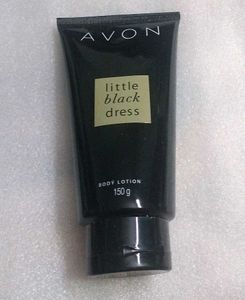 AVON
little
black
dress
BODY LOTION
150 g